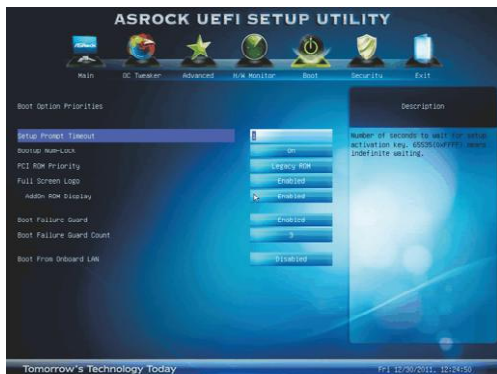 ASROCK UEFI SETUP UTILITY
ASRock
Main OC Tweaker Advanced H/W Monitor Boot Security Exit
Boot Option Priorities
Description
Setup Prompt Timeout 1
Number of seconds to wait for setup
activation key. 65535(0xFFFF) means
indefinite waiting.
Bootup Num-Lock On
PCI ROM Priority Legacy ROM
Full Screen Logo Enabled
AddOn ROM Display Enabled
Boot Failure Guard Enabled
Boot Failure Guard Count 3
Boot From Onboard LAN Disabled
Tomorrow's Technology Today
Fri 12/30/2011, 12:24:50